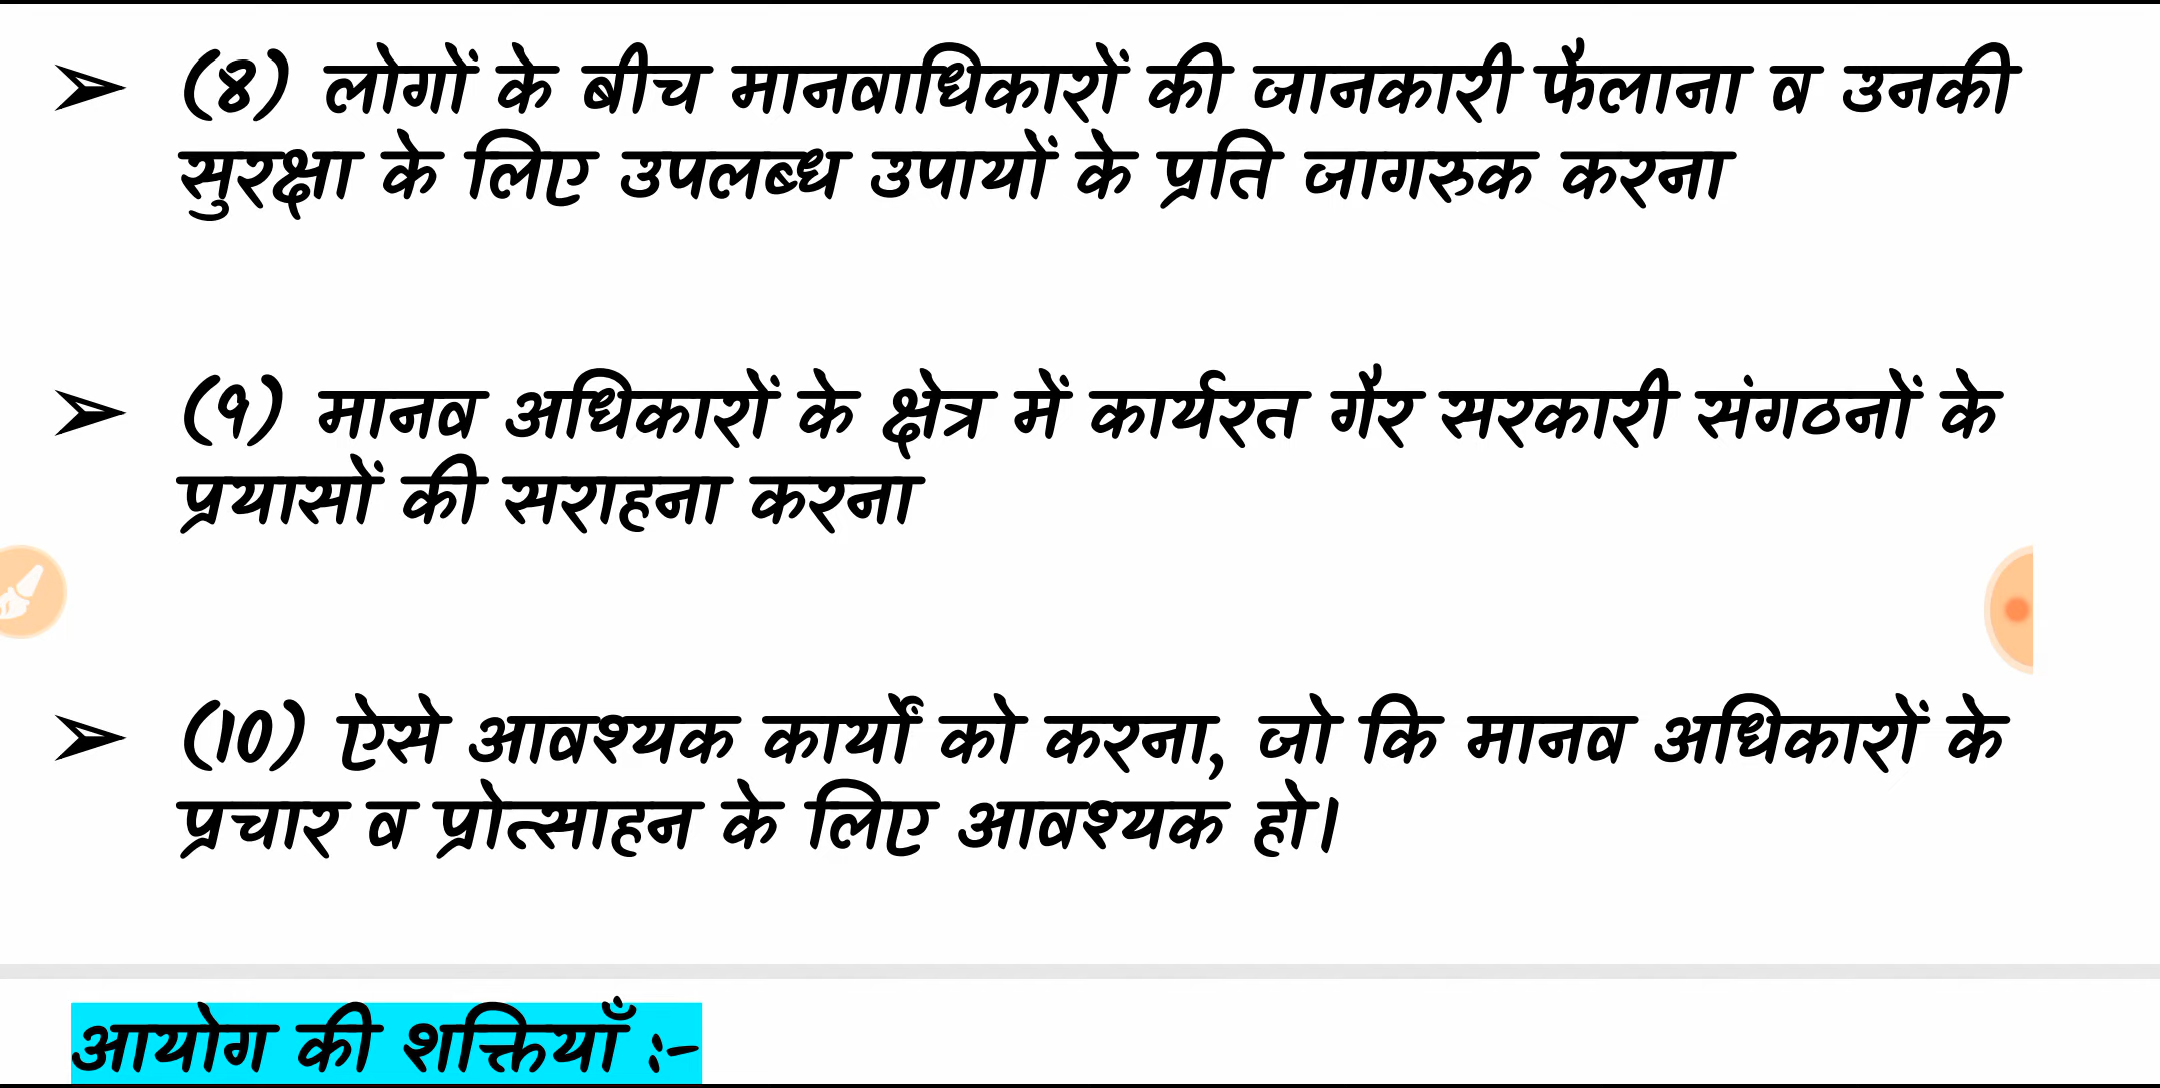 ➢ (8) लोगों के बीच मानवाधिकारों की जानकारी फैलाना व उनकी
सुरक्षा के लिए उपलब्ध उपायों के प्रति जागरुक करना
➢ (9) मानव अधिकारों के क्षेत्र में कार्यरत गैर सरकारी संगठनों के
प्रयासों की सराहना करना
➢ (10) ऐसे आवश्यक कार्यों को करना, जो कि मानव अधिकारों के
प्रचार व प्रोत्साहन के लिए आवश्यक हो।
आयोग की शक्तियाँ :-